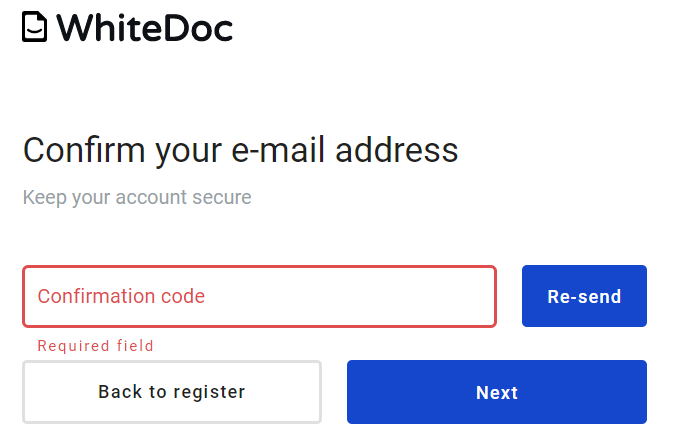 WhiteDoc
Confirm your e-mail address
Keep your account secure
Confirmation code
Re-send
Required field
Back to register
Next